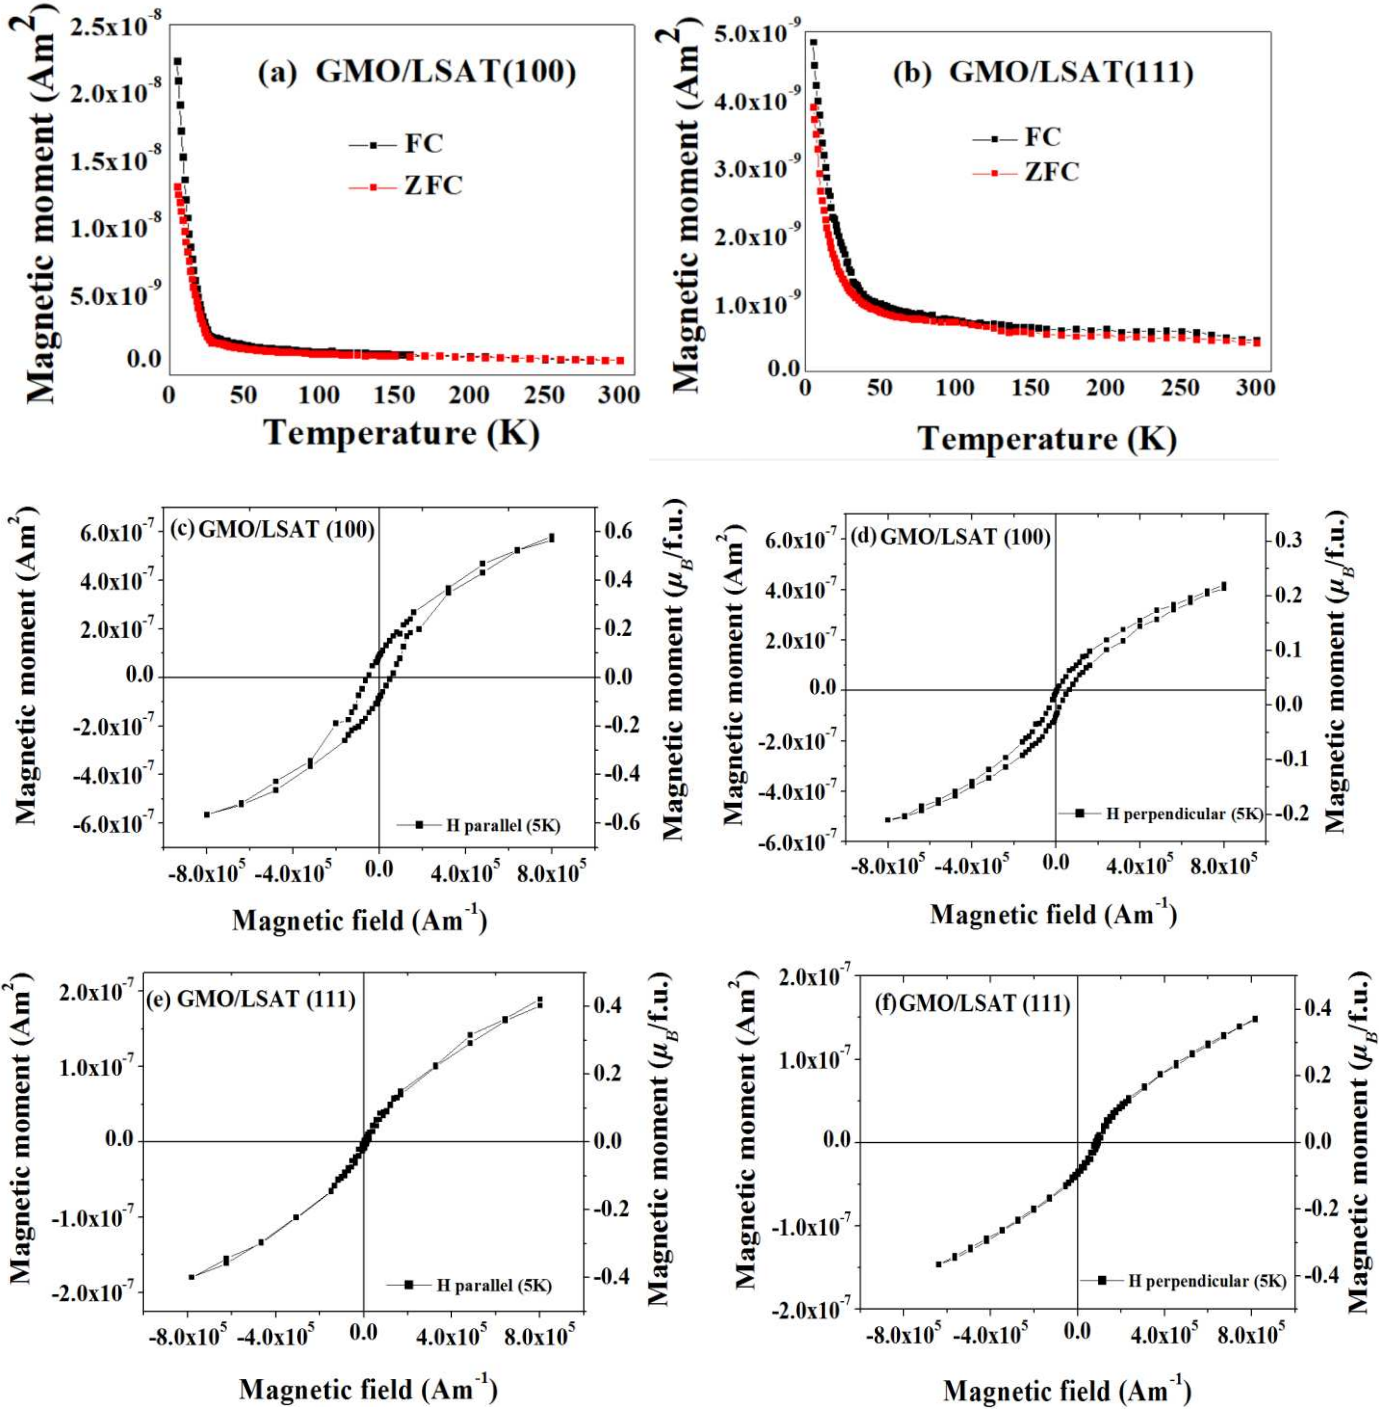 Magnetic moment (Am²)
2.5x10⁻⁸
2.0x10⁻⁸
1.5x10⁻⁸
1.0x10⁻⁸
5.0x10⁻⁹
0.0
(a) GMO/LSAT(100)
FC
ZFC
0 50 100 150 200 250 300
Temperature (K)
Magnetic moment (Am²)
5.0x10⁻⁹
4.0x10⁻⁹
3.0x10⁻⁹
2.0x10⁻⁹
1.0x10⁻⁹
0.0
(b) GMO/LSAT(111)
FC
ZFC
0 50 100 150 200 250 300
Temperature (K)
Magnetic moment (Am²)
6.0x10⁻⁷
4.0x10⁻⁷
2.0x10⁻⁷
0.0
-2.0x10⁻⁷
-4.0x10⁻⁷
-6.0x10⁻⁷
(c) GMO/LSAT (100)
H parallel (5K)
0.6
0.4
0.2
0.0
-0.2
-0.4
-0.6
Magnetic moment (μB/f.u.)
-8.0x10⁵ -4.0x10⁵ 0.0 4.0x10⁵ 8.0x10⁵
Magnetic field (Am⁻¹)
Magnetic moment (Am²)
6.0x10⁻⁷
4.0x10⁻⁷
2.0x10⁻⁷
0.0
-2.0x10⁻⁷
-4.0x10⁻⁷
-6.0x10⁻⁷
(d) GMO/LSAT (100)
H perpendicular (5K)
0.3
0.2
0.1
0.0
-0.1
-0.2
Magnetic moment (μB/f.u.)
-8.0x10⁵ -4.0x10⁵ 0.0 4.0x10⁵ 8.0x10⁵
Magnetic field (Am⁻¹)
Magnetic moment (Am²)
2.0x10⁻⁷
1.0x10⁻⁷
0.0
-1.0x10⁻⁷
-2.0x10⁻⁷
(e) GMO/LSAT (111)
H parallel (5K)
0.4
0.2
0.0
-0.2
-0.4
Magnetic moment (μB/f.u.)
-8.0x10⁵ -4.0x10⁵ 0.0 4.0x10⁵ 8.0x10⁵
Magnetic field (Am⁻¹)
Magnetic moment (Am²)
2.0x10⁻⁷
1.0x10⁻⁷
0.0
-1.0x10⁻⁷
-2.0x10⁻⁷
(f) GMO/LSAT (111)
H perpendicular (5K)
0.4
0.2
0.0
-0.2
-0.4
Magnetic moment (μB/f.u.)
-8.0x10⁵ -4.0x10⁵ 0.0 4.0x10⁵ 8.0x10⁵
Magnetic field (Am⁻¹)